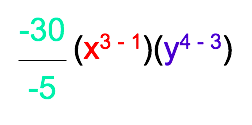 -30
(x³ ⁻ ¹)(y⁴ ⁻ ³)
-5